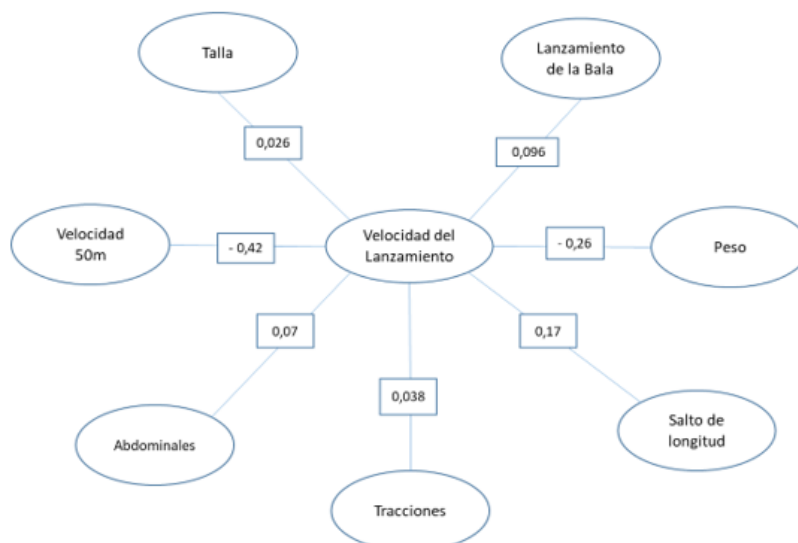 Talla
Lanzamiento
de la Bala
0,026
0,096
Velocidad
50m
- 0,42
Velocidad del
Lanzamiento
- 0,26
Peso
0,07
0,17
0,038
Abdominales
Salto de
longitud
Tracciones